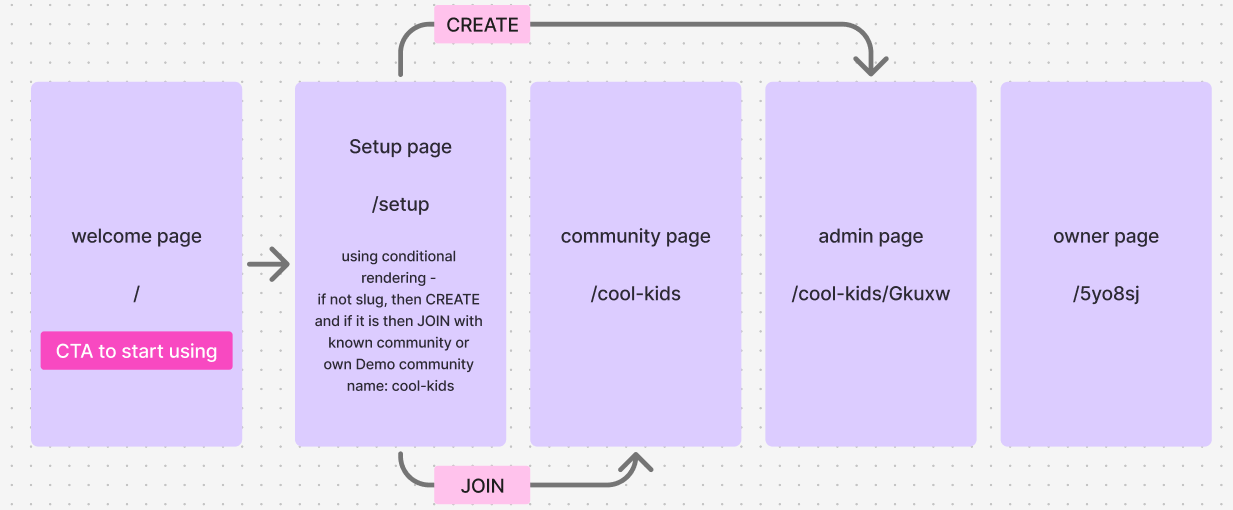 CREATE
welcome page
/
CTA to start using
Setup page
/setup
using conditional
rendering -
if not slug, then CREATE
and if it is then JOIN with
known community or
own Demo community
name: cool-kids
community page
/cool-kids
admin page
/cool-kids/Gkuxw
owner page
/5yo8sj
JOIN